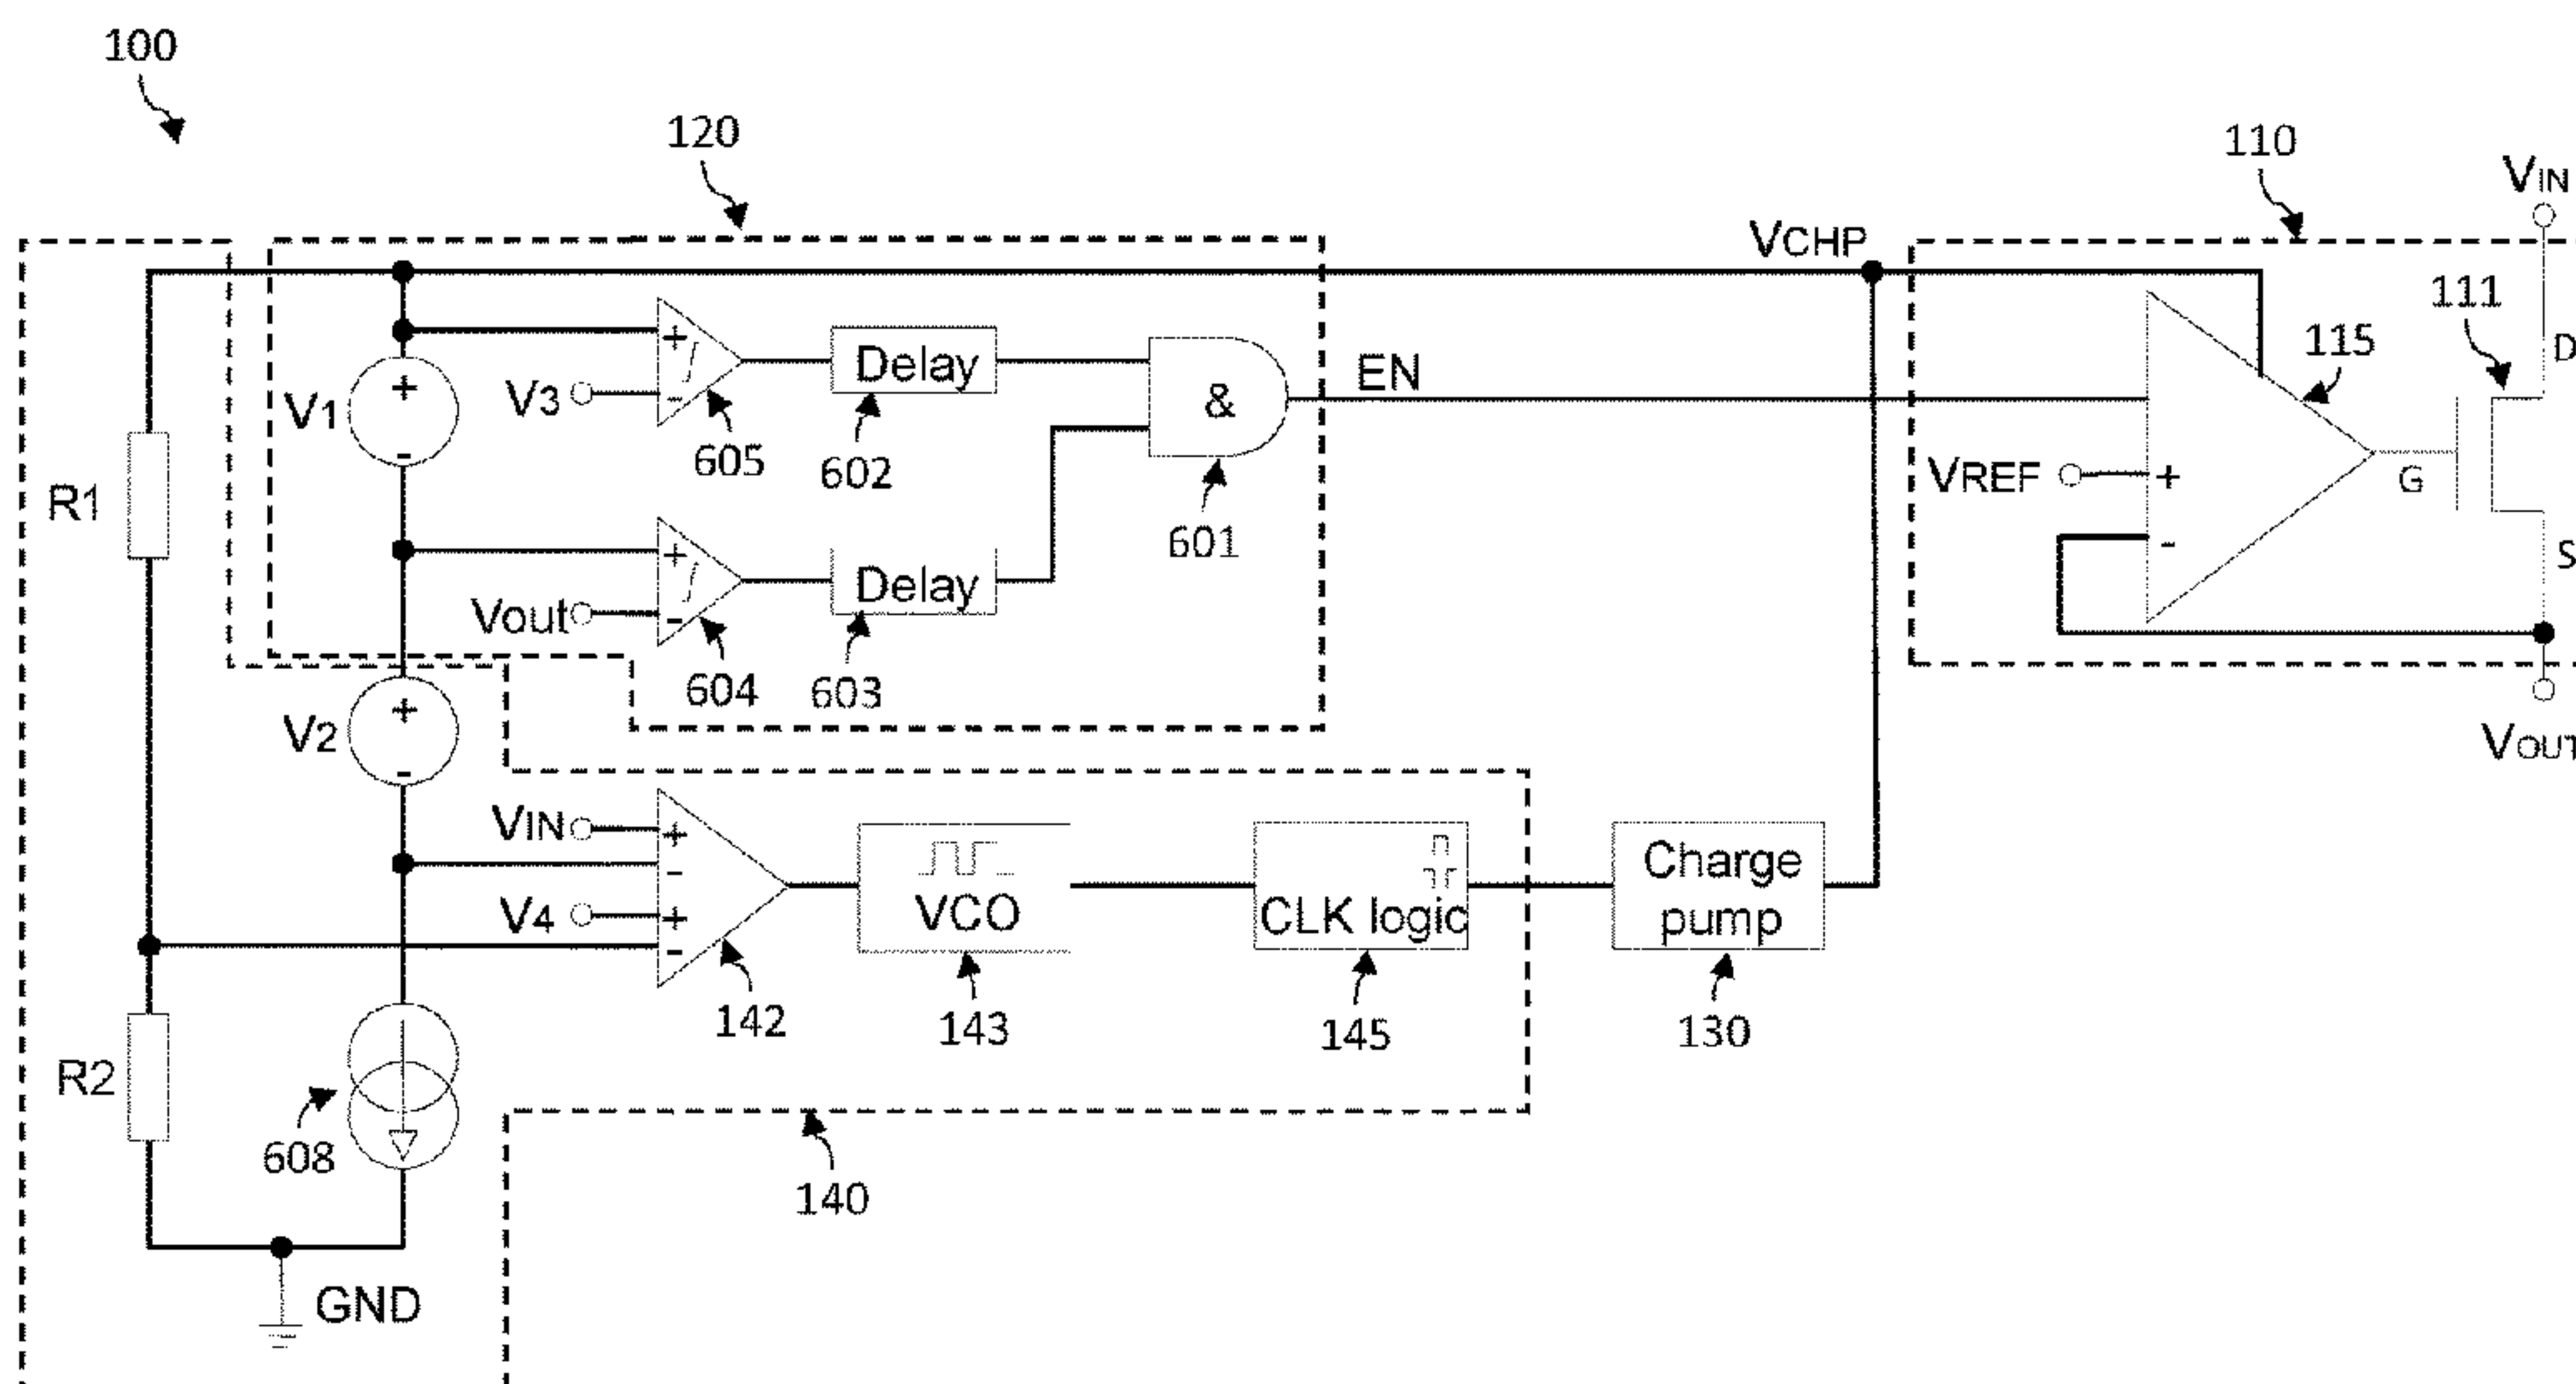 100
120
110
VIN
VCHP
111
D
115
V1
+
-
+
-
V3
605
Delay
602
&
601
EN
VREF
+
-
G
S
R1
+
-
Vout
604
Delay
603
V2
+
-
VOUT
VIN
+
-
V4
+
-
142
VCO
143
CLK logic
145
Charge
pump
130
R2
608
140
GND